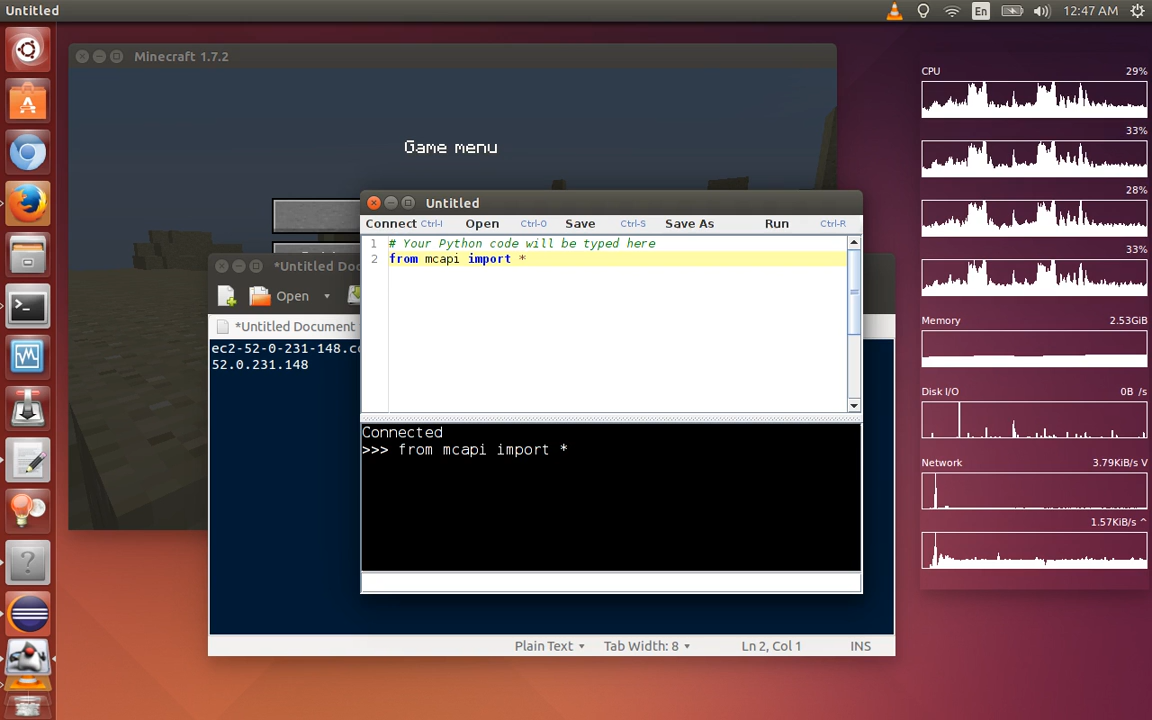 Untitled
En
12:47 AM
Minecraft 1.7.2
Game menu
*Untitled Doc
Open
*Untitled Document
ec2-52-0-231-148.co
52.0.231.148
Plain Text
Tab Width: 8
Ln 2, Col 1
INS
Untitled
Connect Ctrl-I Open Ctrl-O Save Ctrl-S Save As Run Ctrl-R
1 # Your Python code will be typed here
2 from mcapi import *
Connected
>>> from mcapi import *
CPU 29%
33%
28%
33%
Memory 2.53GiB
Disk I/O 0B /s
Network 3.79KiB/s V
1.57KiB/s ^